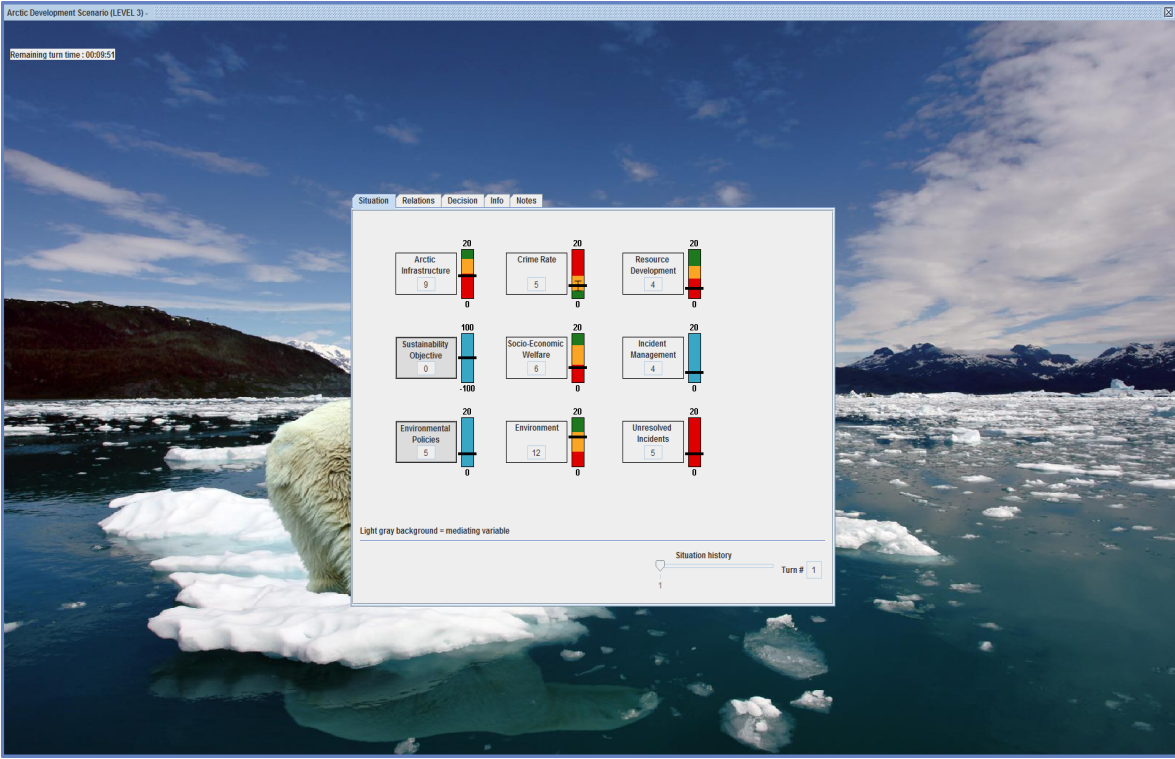 Arctic Development Scenario (LEVEL 3) -
Remaining turn time : 00:09:51
Situation
Relations
Decision
Info
Notes
20
Arctic
Infrastructure
9
0
20
Crime Rate
5
0
20
Resource
Development
4
0
100
Sustainability
Objective
0
-100
20
Socio-Economic
Welfare
6
0
20
Incident
Management
4
0
20
Environmental
Policies
5
0
20
Environment
12
0
20
Unresolved
Incidents
5
0
Light gray background = mediating variable
Situation history
1
Turn # 1